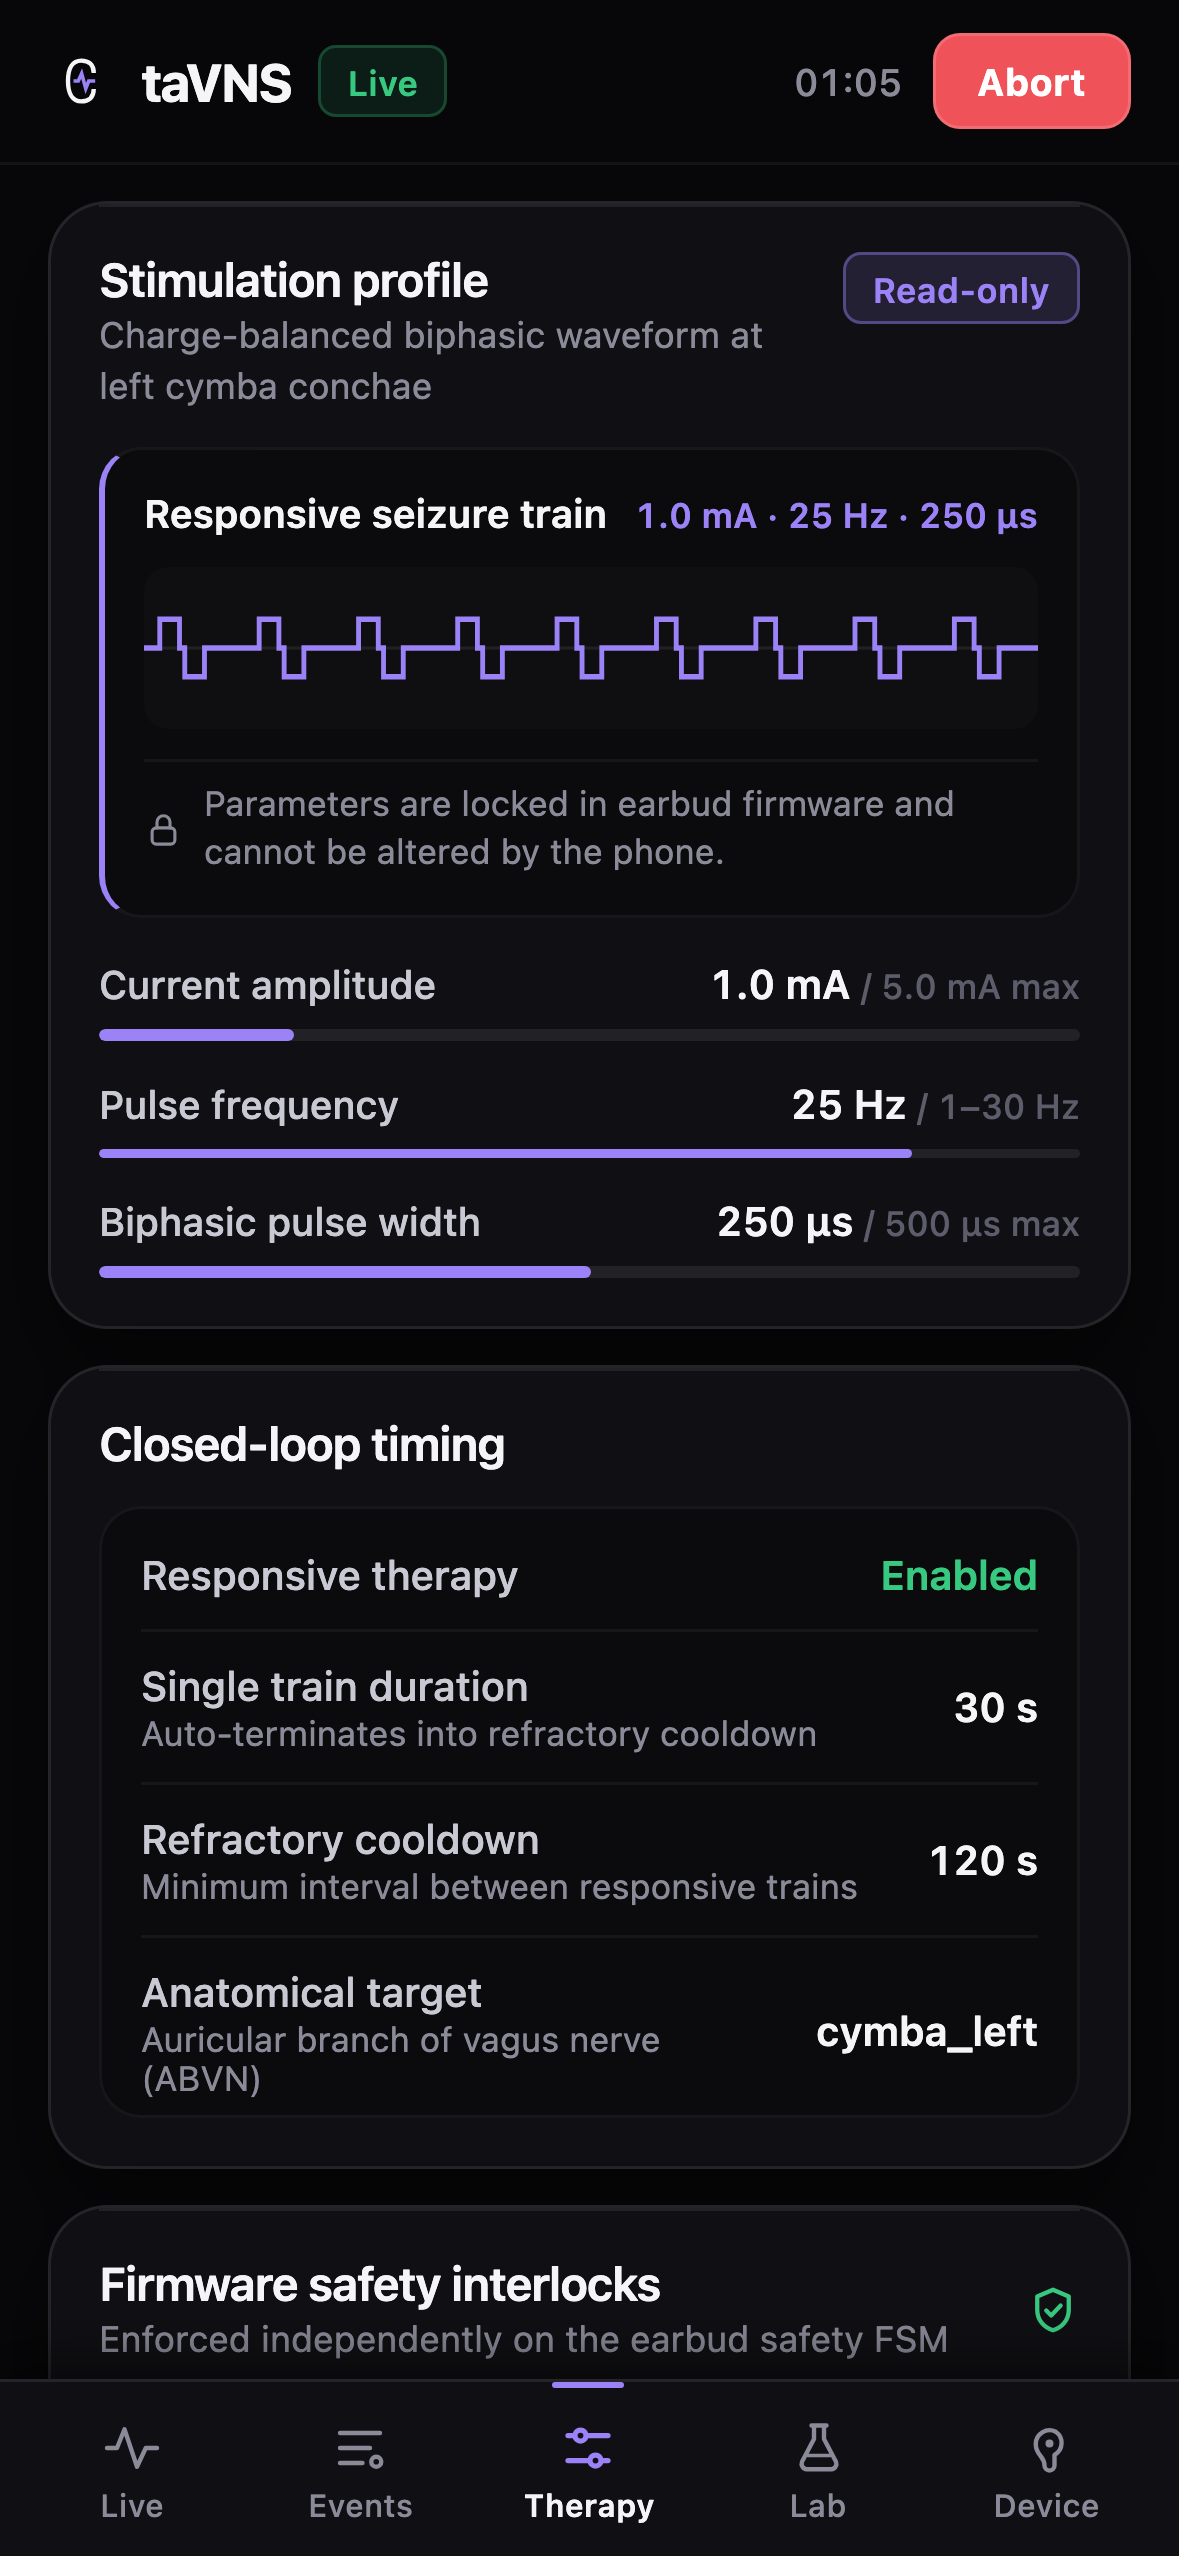 taVNS
Live
01:05
Abort
Stimulation profile
Read-only
Charge-balanced biphasic waveform at
left cymba conchae
Responsive seizure train
1.0 mA · 25 Hz · 250 µs
Parameters are locked in earbud firmware and
cannot be altered by the phone.
Current amplitude
1.0 mA / 5.0 mA max
Pulse frequency
25 Hz / 1–30 Hz
Biphasic pulse width
250 µs / 500 µs max
Closed-loop timing
Responsive therapy
Enabled
Single train duration
Auto-terminates into refractory cooldown
30 s
Refractory cooldown
Minimum interval between responsive trains
120 s
Anatomical target
Auricular branch of vagus nerve
(ABVN)
cymba_left
Firmware safety interlocks
Enforced independently on the earbud safety FSM
Live
Events
Therapy
Lab
Device